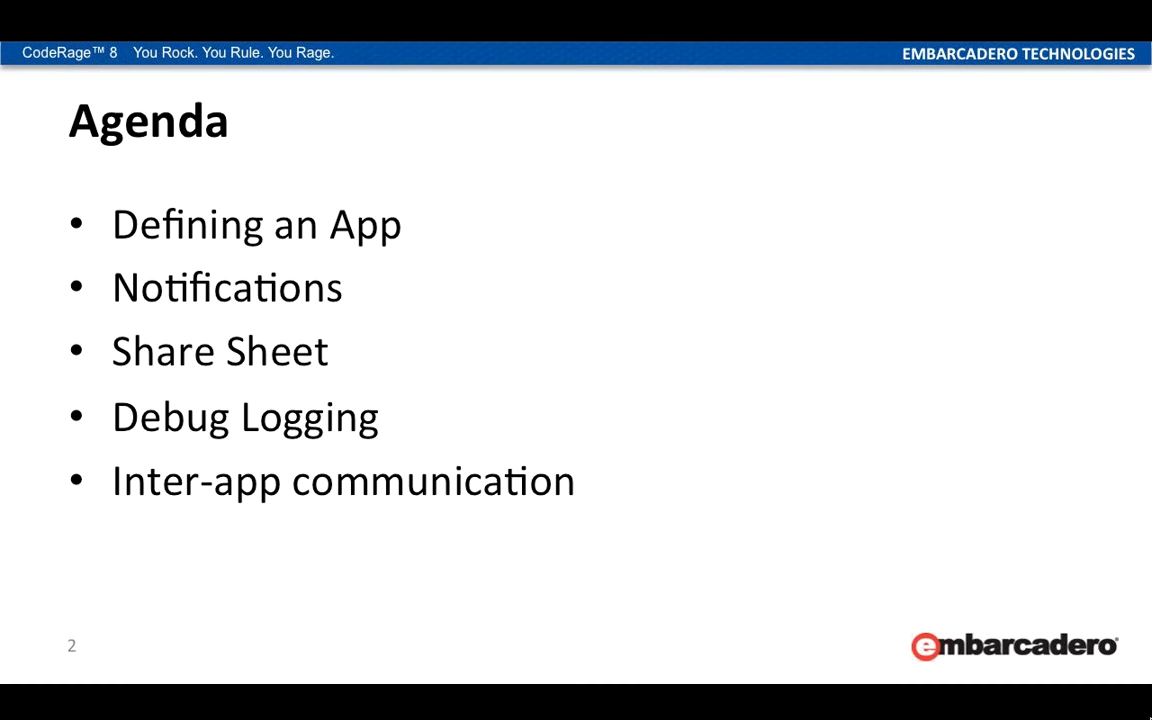 CodeRage™ 8 You Rock. You Rule. You Rage.
EMBARCADERO TECHNOLOGIES
Agenda
• Defining an App
• Notifications
• Share Sheet
• Debug Logging
• Inter-app communication
2
embarcadero